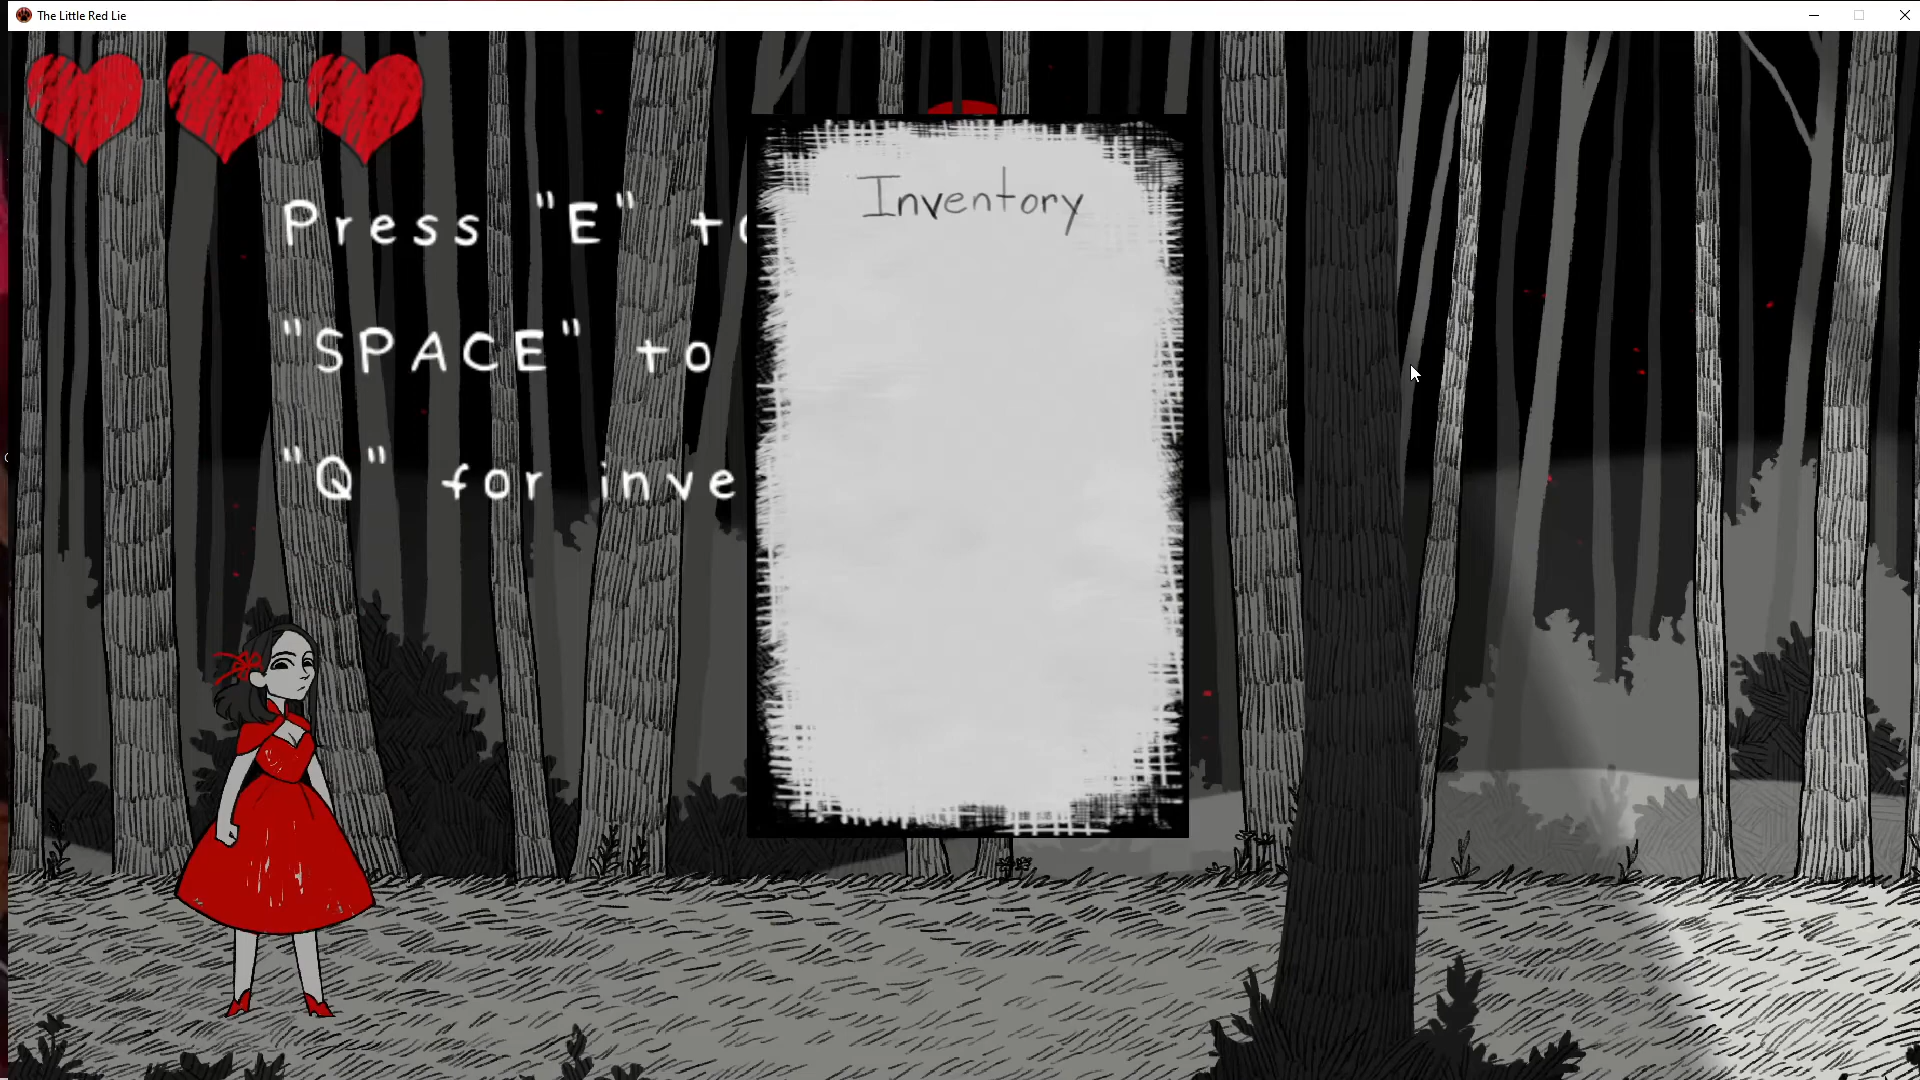 The Little Red Lie
Press "E" to
"SPACE" to
"Q" for inve
Inventory